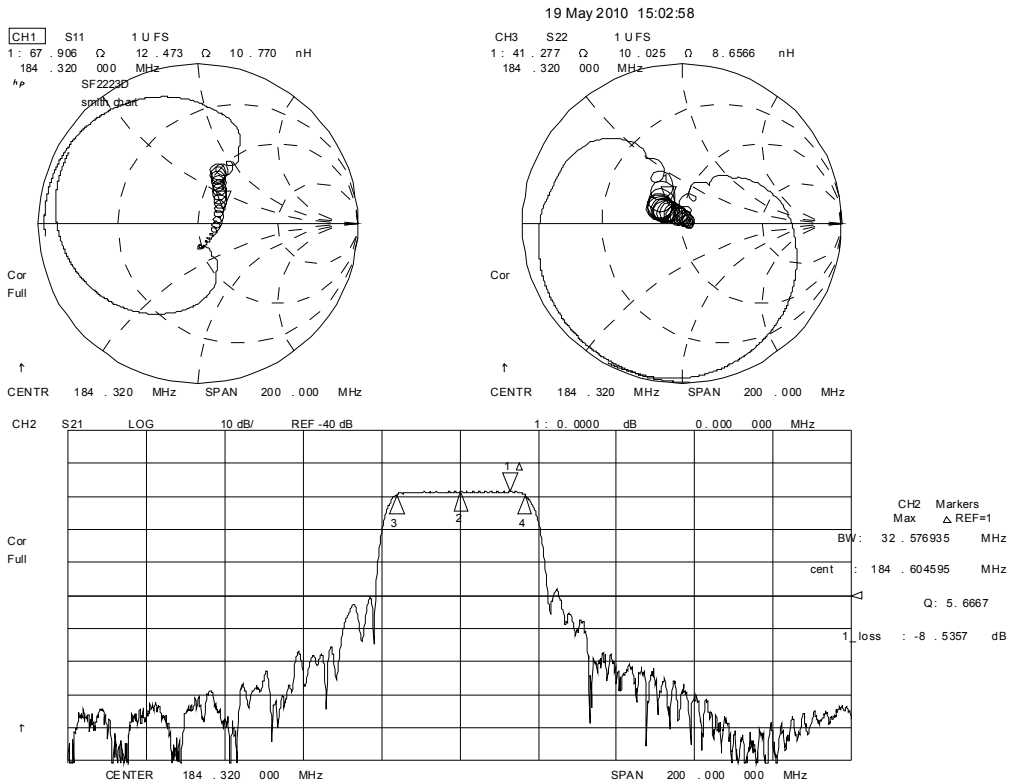 19 May 2010 15:02:58
CH1 S11 1 U FS
1 : 67 .906 Ω 12 .473 Ω 10 .770 nH
184 .320 000 MHz
hp SF2223D
smith chart
Cor
Full
↑
CENTR 184 .320 MHz SPAN 200 .000 MHz
CH3 S22 1 U FS
1 : 41 .277 Ω 10 .025 Ω 8.6566 nH
184 .320 000 MHz
Cor
↑
CENTR 184 .320 MHz SPAN 200 .000 MHz
CH2 S21 LOG 10 dB/ REF -40 dB 1 : 0.0000 dB 0.000 000 MHz
1 Δ
3
2
4
Cor
Full
↑
CH2 Markers
Max Δ REF=1
BW : 32 .576935 MHz
cent : 184 .604595 MHz
Q: 5.6667
1_loss : -8 .5357 dB
CENTER 184 .320 000 MHz SPAN 200 .000 000 MHz